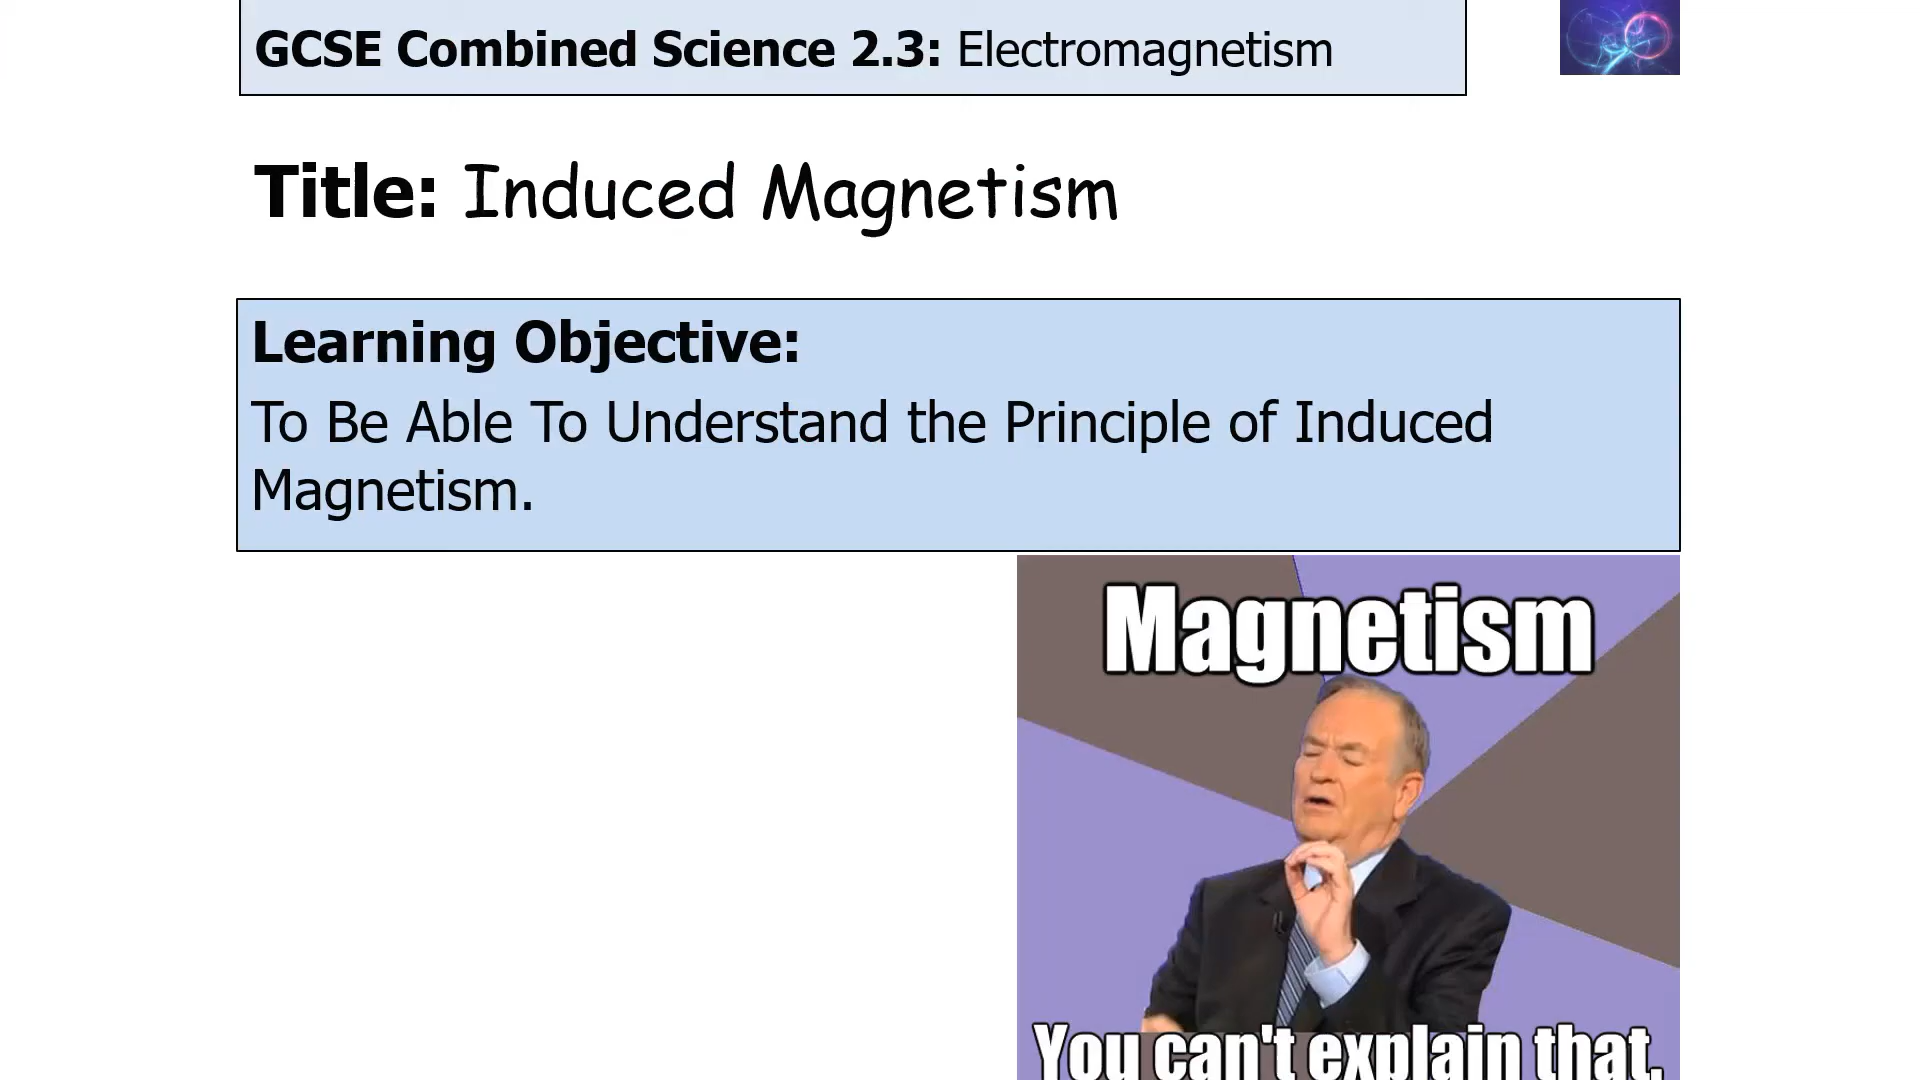 GCSE Combined Science 2.3: Electromagnetism
Title: Induced Magnetism
Learning Objective:
To Be Able To Understand the Principle of Induced
Magnetism.
Magnetism
You can't explain that.